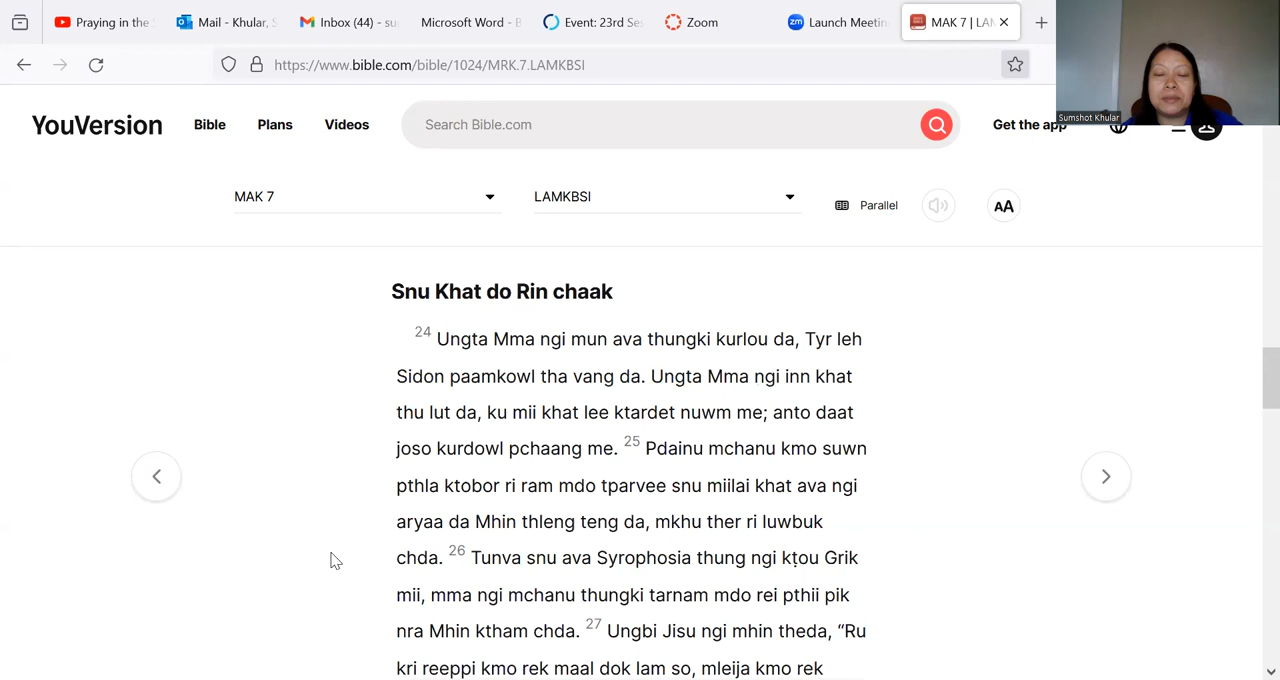 Praying in the
Mail - Khular, S
Inbox (44) - su
Microsoft Word - B
Event: 23rd Ses
Zoom
zm
Launch Meetin
MAK 7 | LAM
https://www.bible.com/bible/1024/MRK.7.LAMKBSI
Sumshot Khular
YouVersion
Bible
Plans
Videos
Search Bible.com
Get the app
MAK 7
LAMKBSI
Parallel
AA
Snu Khat do Rin chaak
24 Ungta Mma ngi mun ava thungki kurlou da, Tyr leh
Sidon paamkowl tha vang da. Ungta Mma ngi inn khat
thu lut da, ku mii khat lee ktardet nuwm me; anto daat
joso kurdowl pchaang me. 25 Pdainu mchanu kmo suwn
pthla ktobor ri ram mdo tparvee snu miilai khat ava ngi
aryaa da Mhin thleng teng da, mkhu ther ri luwbuk
chda. 26 Tunva snu ava Syrophosia thung ngi kṭou Grik
mii, mma ngi mchanu thungki tarnam mdo rei pthii pik
nra Mhin ktham chda. 27 Ungbi Jisu ngi mhin theda, “Ru
kri reeppi kmo rek maal dok lam so, mleija kmo rek